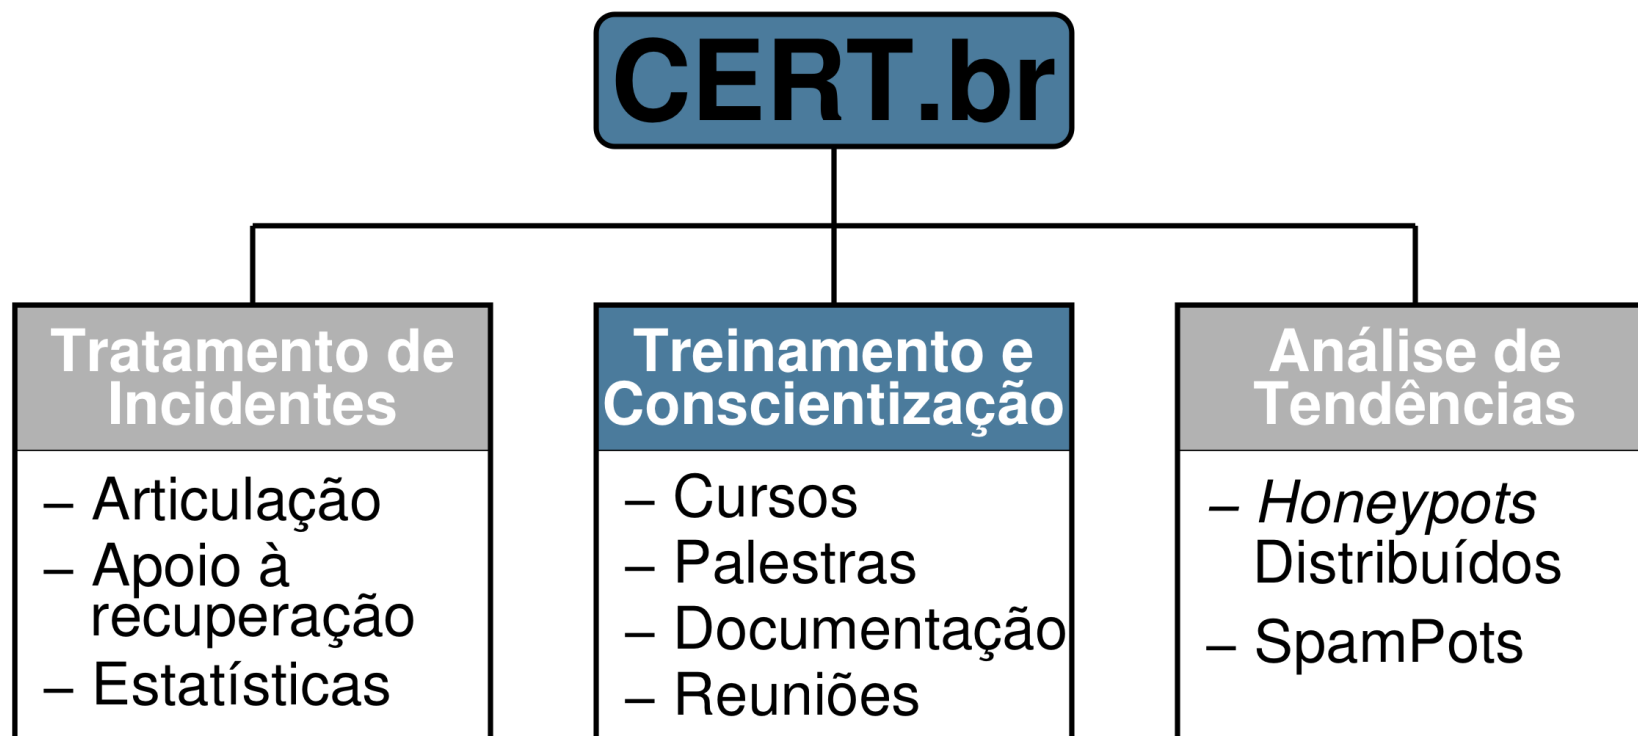 CERT.br
Tratamento de
Incidentes
– Articulação
– Apoio à
recuperação
– Estatísticas
Treinamento e
Conscientização
– Cursos
– Palestras
– Documentação
– Reuniões
Análise de
Tendências
– Honeypots
Distribuídos
– SpamPots